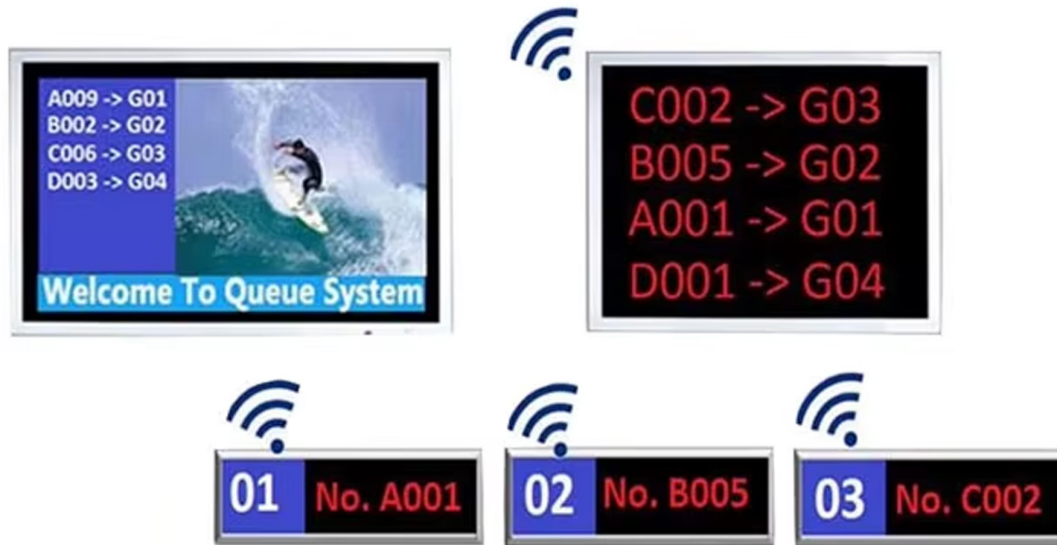 A009 -> G01
B002 -> G02
C006 -> G03
D003 -> G04
Welcome To Queue System
C002 -> G03
B005 -> G02
A001 -> G01
D001 -> G04
01 No. A001
02 No. B005
03 No. C002